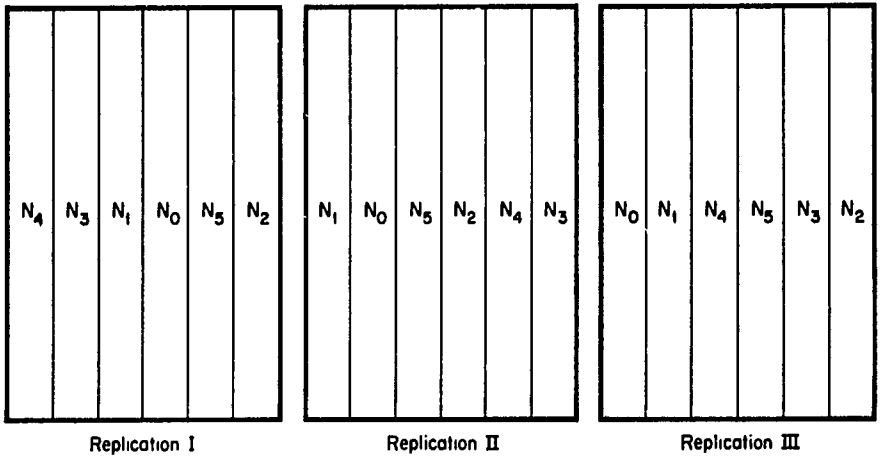 N₄ N₃ N₁ N₀ N₅ N₂ N₁ N₀ N₅ N₂ N₄ N₃ N₀ N₁ N₄ N₅ N₃ N₂
Replication I Replication II Replication III